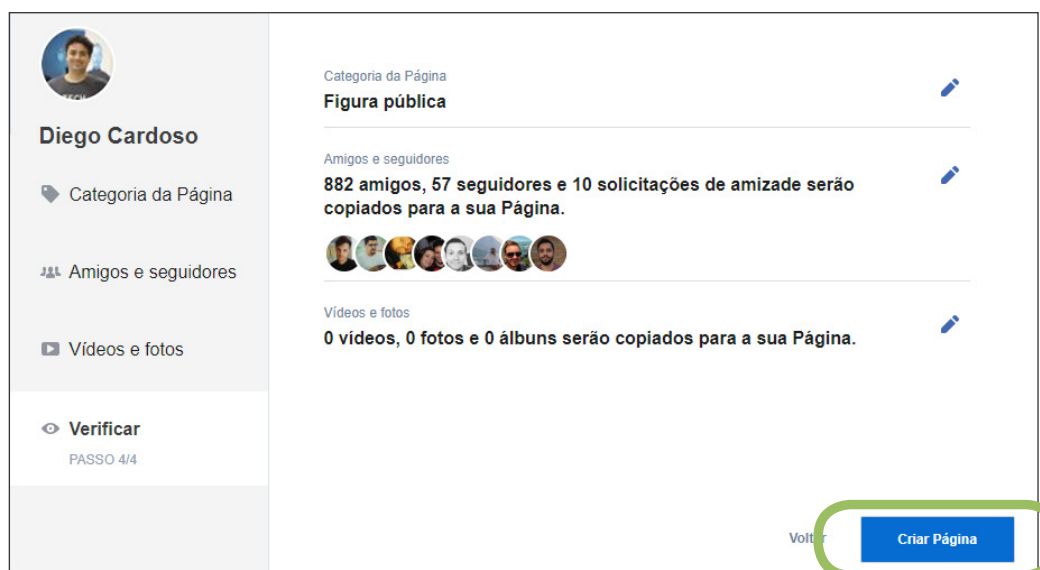 Diego Cardoso
Categoria da Página
Amigos e seguidores
Vídeos e fotos
Verificar
PASSO 4/4
Categoria da Página
Figura pública
Amigos e seguidores
882 amigos, 57 seguidores e 10 solicitações de amizade serão
copiados para a sua Página.
Vídeos e fotos
0 vídeos, 0 fotos e 0 álbuns serão copiados para a sua Página.
Voltar
Criar Página